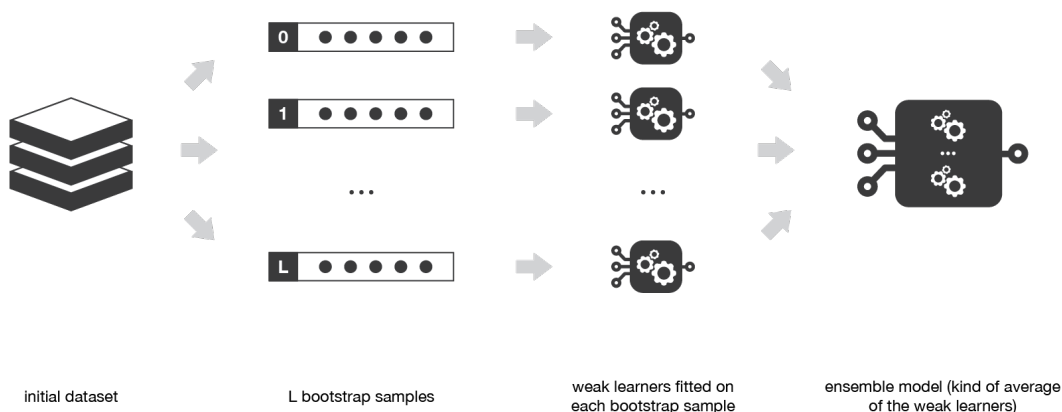 0
1
...
...
L
...
initial dataset
L bootstrap samples
weak learners fitted on
each bootstrap sample
ensemble model (kind of average
of the weak learners)